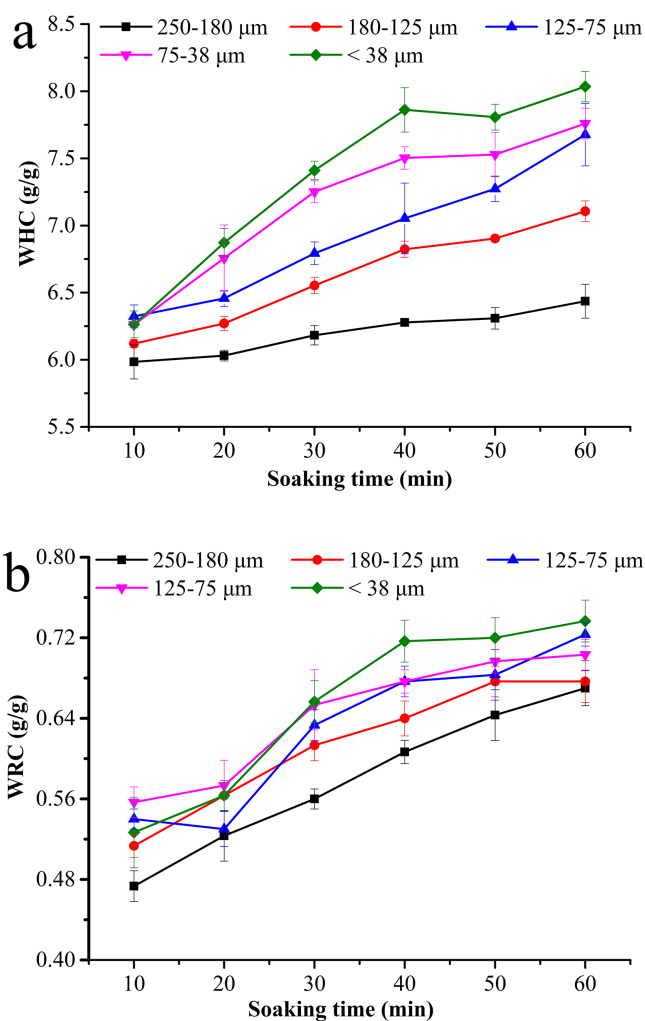 a
250-180 μm 180-125 μm 125-75 μm
75-38 μm < 38 μm
8.5
8.0
7.5
7.0
6.5
6.0
5.5
WHC (g/g)
10 20 30 40 50 60
Soaking time (min)
b
250-180 μm 180-125 μm 125-75 μm
125-75 μm < 38 μm
0.80
0.72
0.64
0.56
0.48
0.40
WRC (g/g)
10 20 30 40 50 60
Soaking time (min)